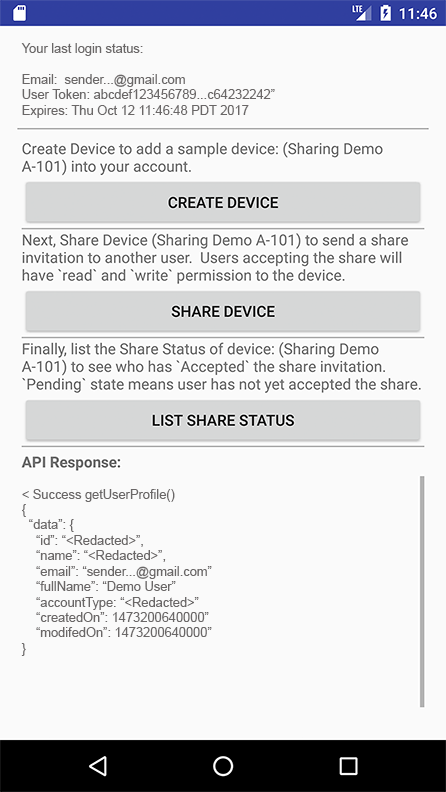 LTE 11:46
Your last login status:
Email:  sender...@gmail.com
User Token: abcdef123456789...c64232242”
Expires: Thu Oct 12 11:46:48 PDT 2017
Create Device to add a sample device: (Sharing Demo
A-101) into your account.
CREATE DEVICE
Next, Share Device (Sharing Demo A-101) to send a share
invitation to another user.  Users accepting the share will
have `read` and `write` permission to the device.
SHARE DEVICE
Finally, list the Share Status of device: (Sharing Demo
A-101) to see who has `Accepted` the share invitation.
`Pending` state means user has not yet accepted the share.
LIST SHARE STATUS
API Response:
< Success getUserProfile()
{
“data”: {
“id”: “<Redacted>”,
“name”: “<Redacted>”,
“email”: “sender...@gmail.com”
“fullName”: “Demo User”
“accountType: “<Redacted>”
“createdOn”: 1473200640000”
“modifedOn”: 1473200640000”
}